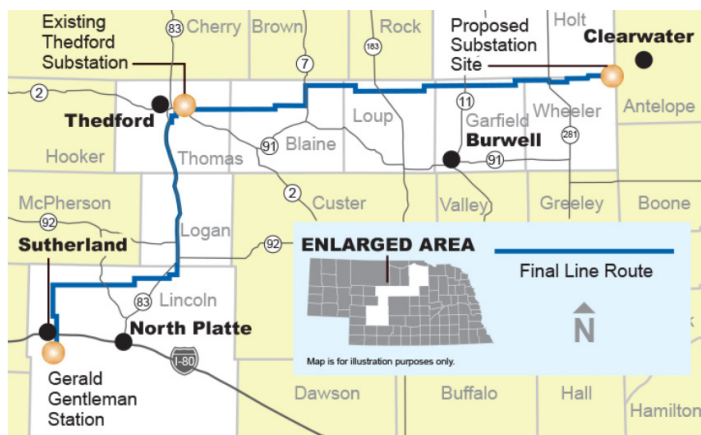 Existing
Thedford
Substation
83
Cherry
Brown
7
Rock
183
Proposed
Substation
Site
Holt
Clearwater
2
Thedford
11
Antelope
Hooker
Thomas
91
Blaine
Loup
Garfield
Burwell
91
Wheeler
281
McPherson
92
2
Custer
Valley
Greeley
Boone
Logan
92
Sutherland
ENLARGED AREA
Final Line Route
N
Map is for illustration purposes only.
83
Lincoln
North Platte
I-80
Gerald
Gentleman
Station
Dawson
Buffalo
Hall
Hamilton